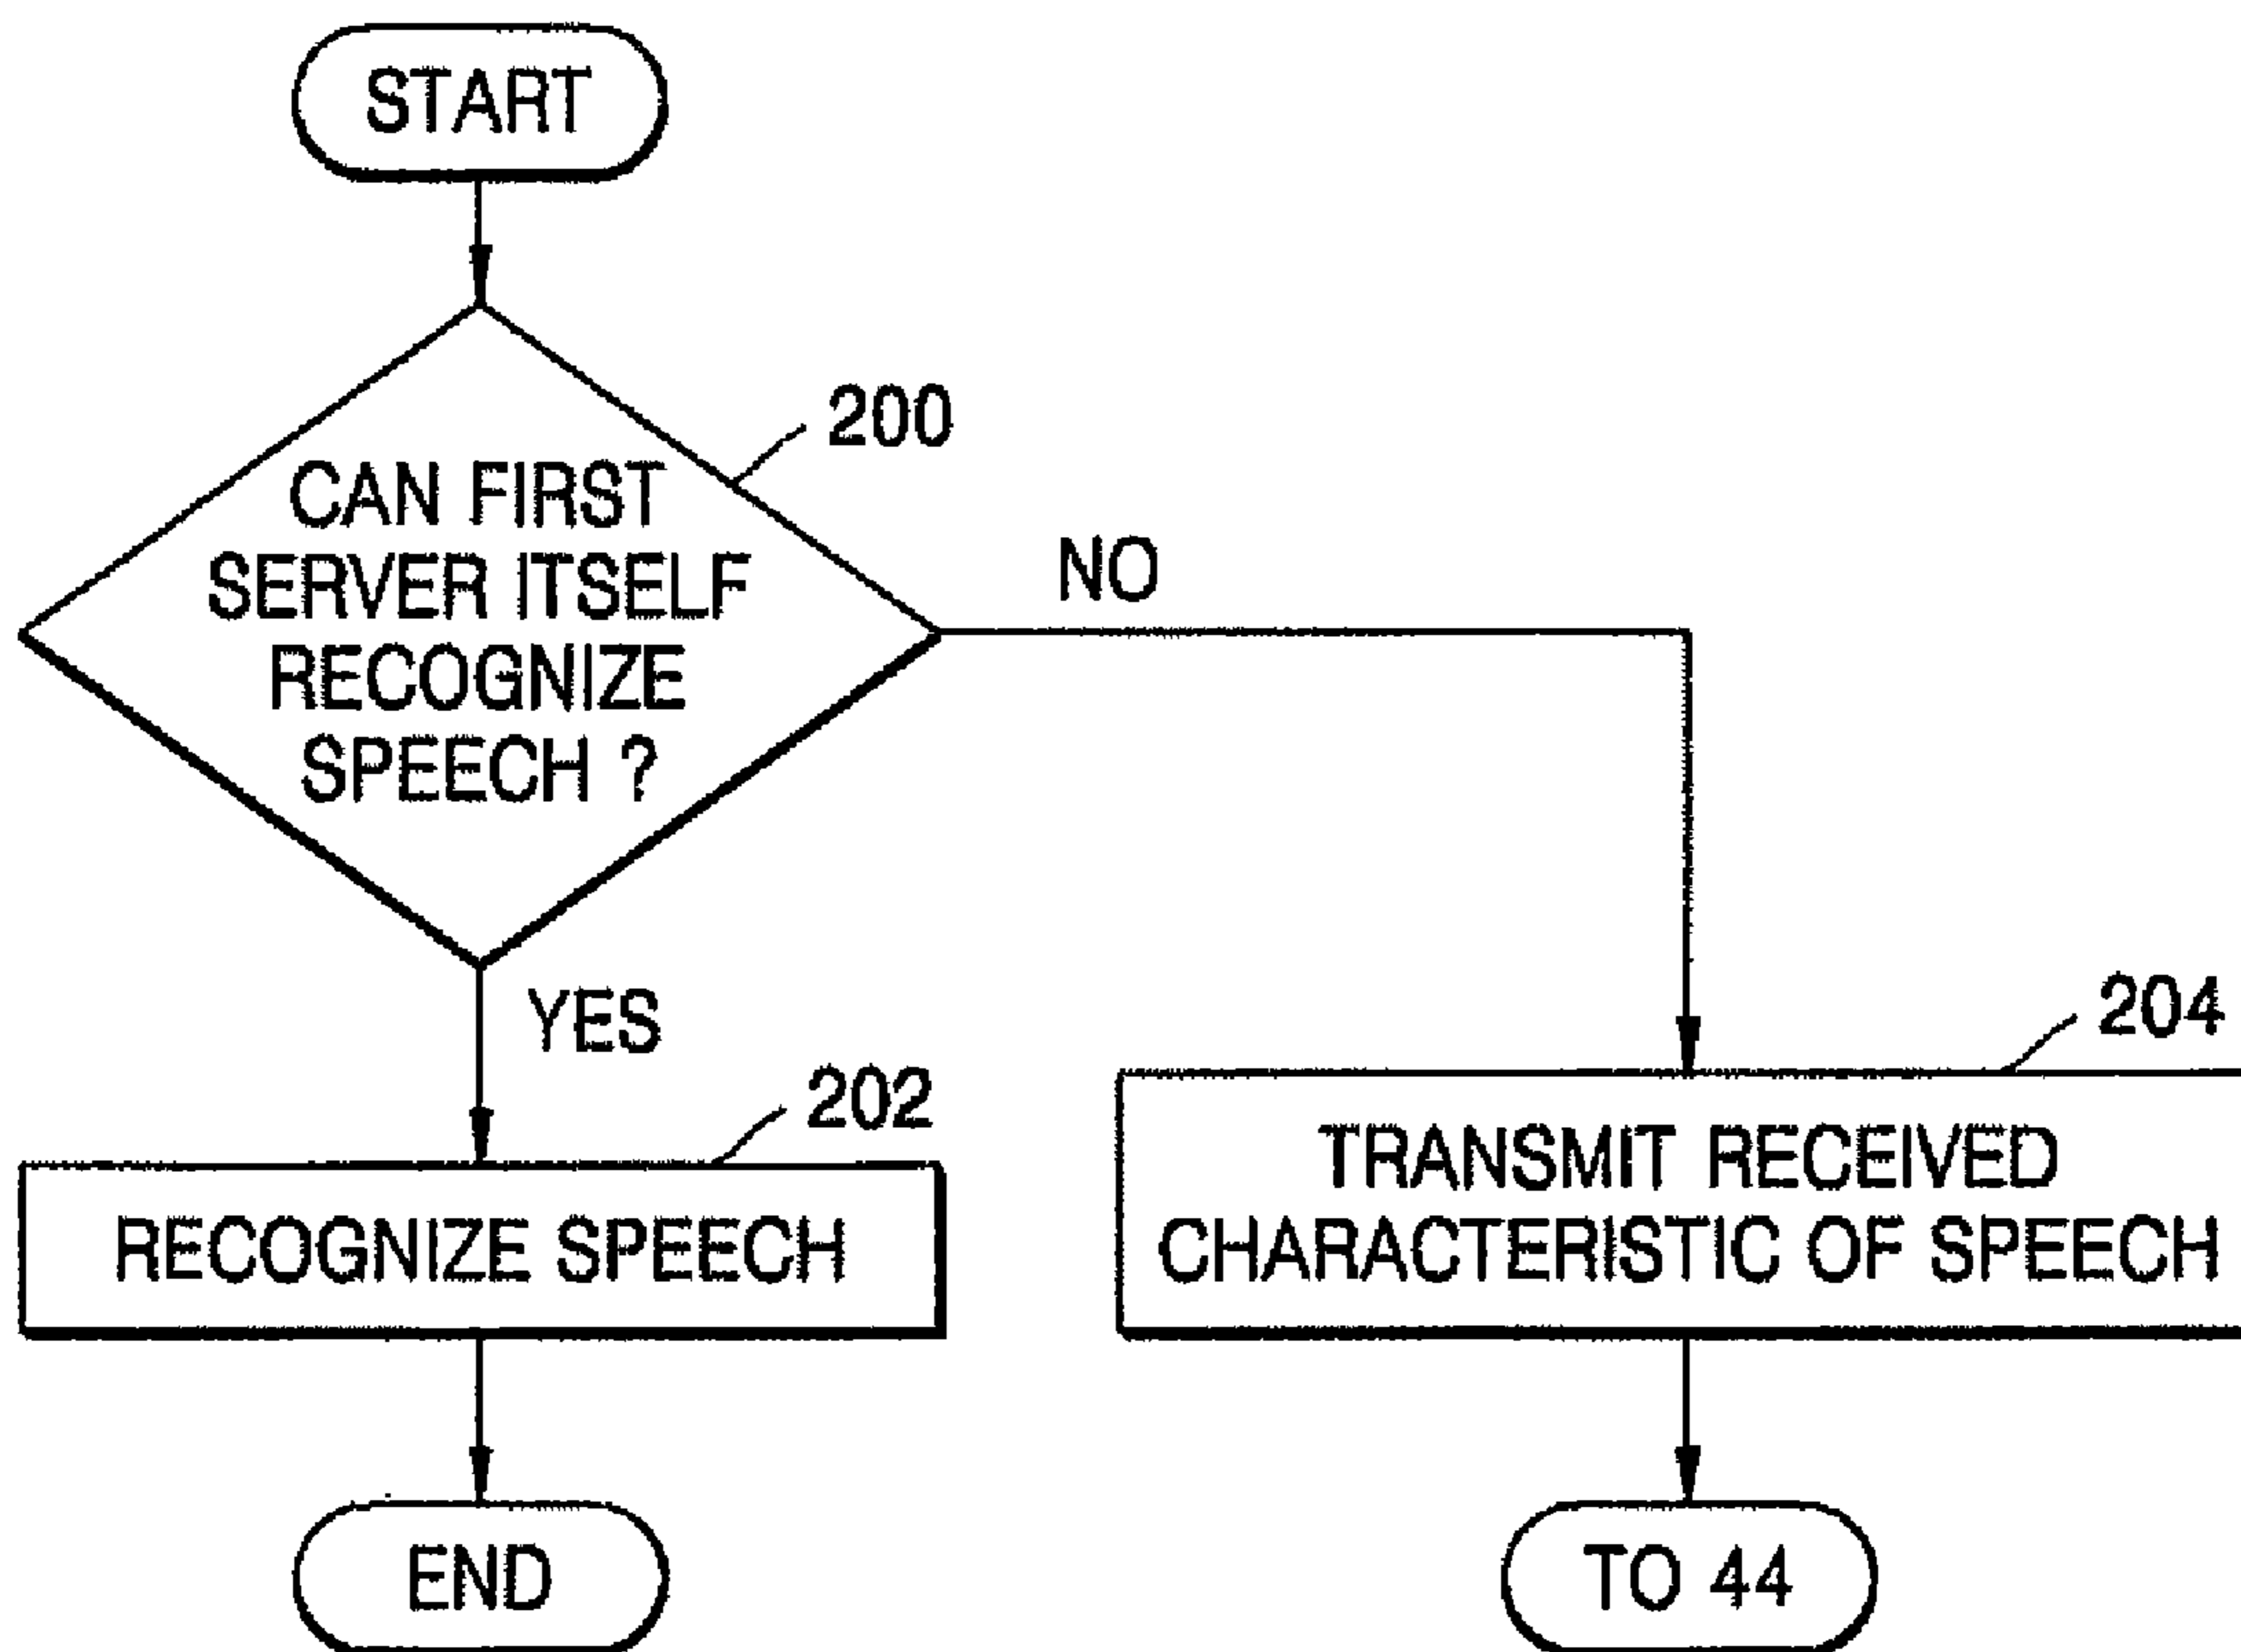 START
200
CAN FIRST
SERVER ITSELF
RECOGNIZE
SPEECH ?
NO
YES
202
RECOGNIZE SPEECH
204
TRANSMIT RECEIVED
CHARACTERISTIC OF SPEECH
END
TO 44